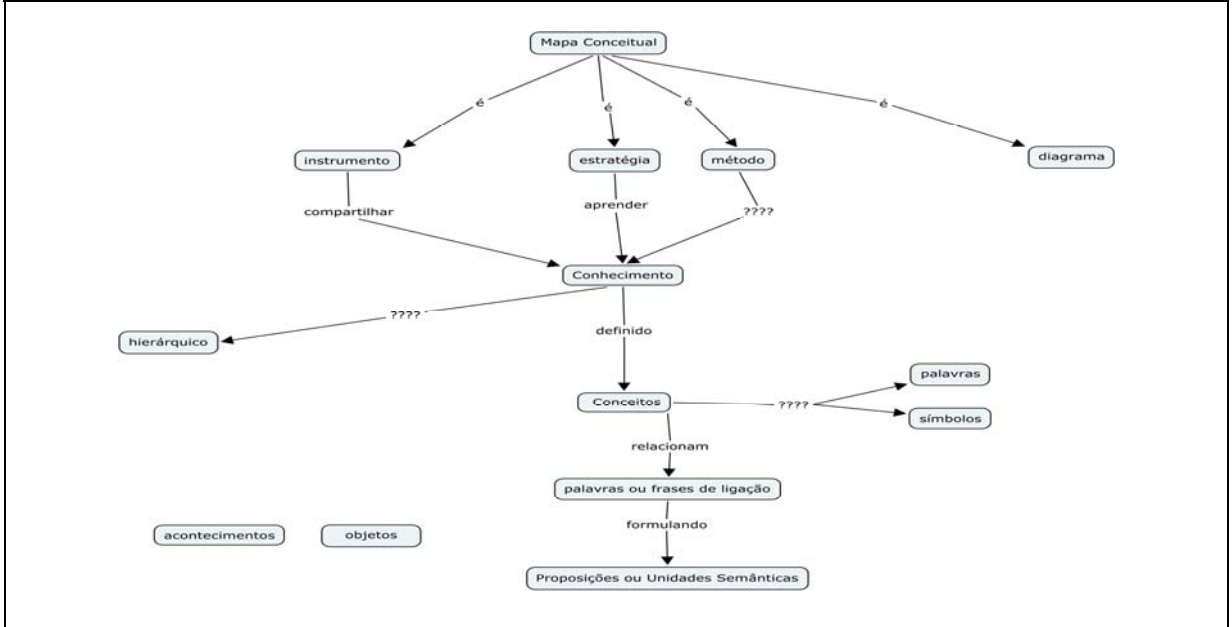 Mapa Conceitual
é
é
é
é
instrumento
estratégia
método
diagrama
compartilhar
aprender
????
Conhecimento
????
definido
hierárquico
palavras
Conceitos
????
símbolos
relacionam
palavras ou frases de ligação
formulando
acontecimentos
objetos
Proposições ou Unidades Semânticas